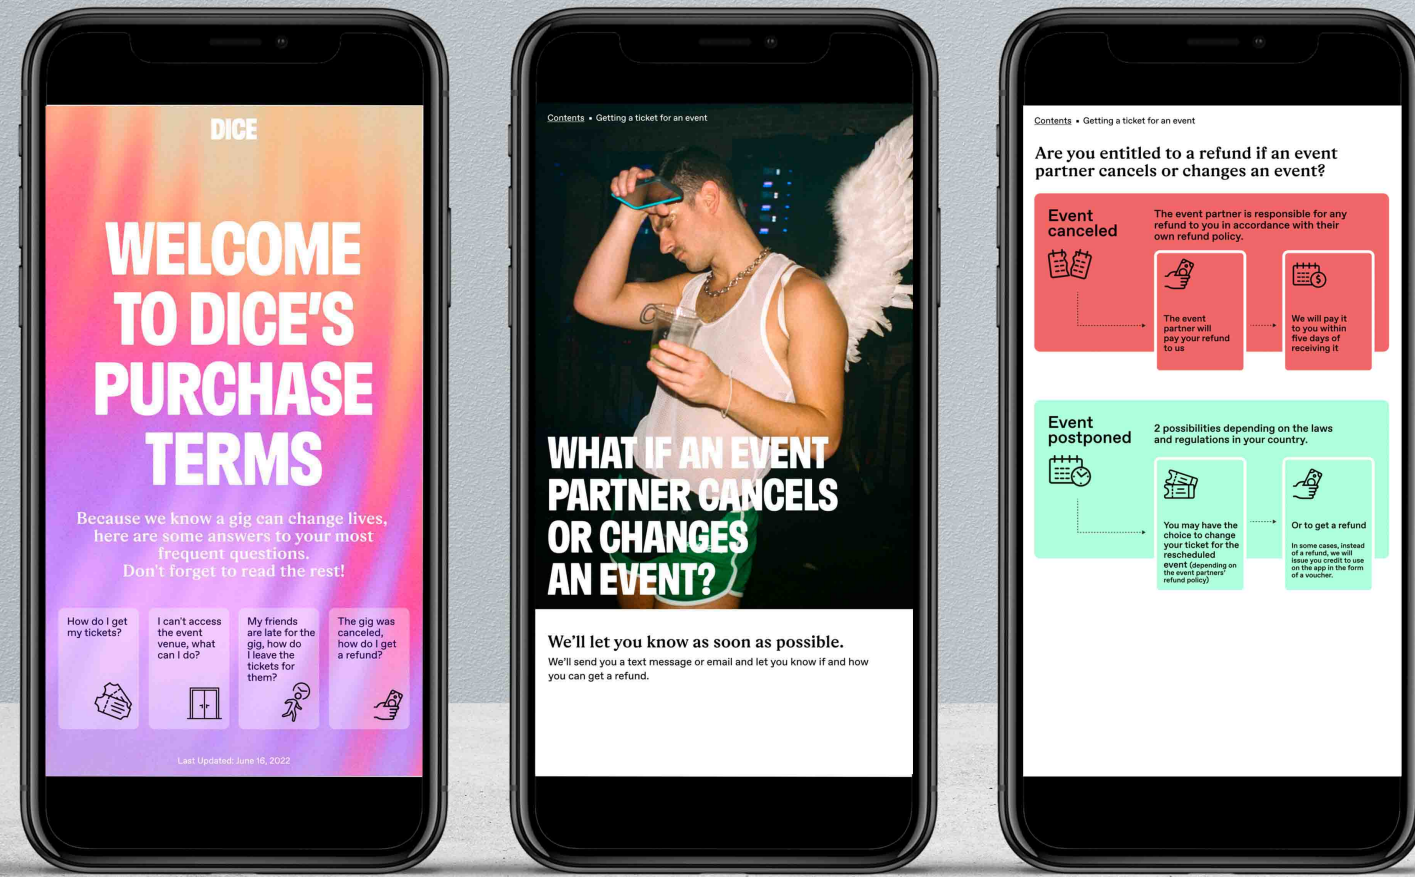 DICE
WELCOME
TO DICE'S
PURCHASE
TERMS
Because we know a gig can change lives,
here are some answers to your most
frequent questions.
Don't forget to read the rest!
How do I get
my tickets?
I can't access
the event
venue, what
can I do?
My friends
are late for the
gig, how do
I leave the
tickets for
them?
The gig was
canceled,
how do I get
a refund?
Last Updated: June 16, 2022
Contents • Getting a ticket for an event
WHAT IF AN EVENT
PARTNER CANCELS
OR CHANGES
AN EVENT?
We'll let you know as soon as possible.
We'll send you a text message or email and let you know if and how
you can get a refund.
Contents • Getting a ticket for an event
Are you entitled to a refund if an event
partner cancels or changes an event?
Event
canceled
The event partner is responsible for any
refund to you in accordance with their
own refund policy.
The event
partner will
pay your refund
to us
We will pay it
to you within
five days of
receiving it
Event
postponed
2 possibilities depending on the laws
and regulations in your country.
You may have the
choice to change
your ticket for the
rescheduled
event (depending on
the event partners'
refund policy)
Or to get a refund
In some cases, instead
of a refund, we will
issue you credit to use
on the app in the form
of a voucher.